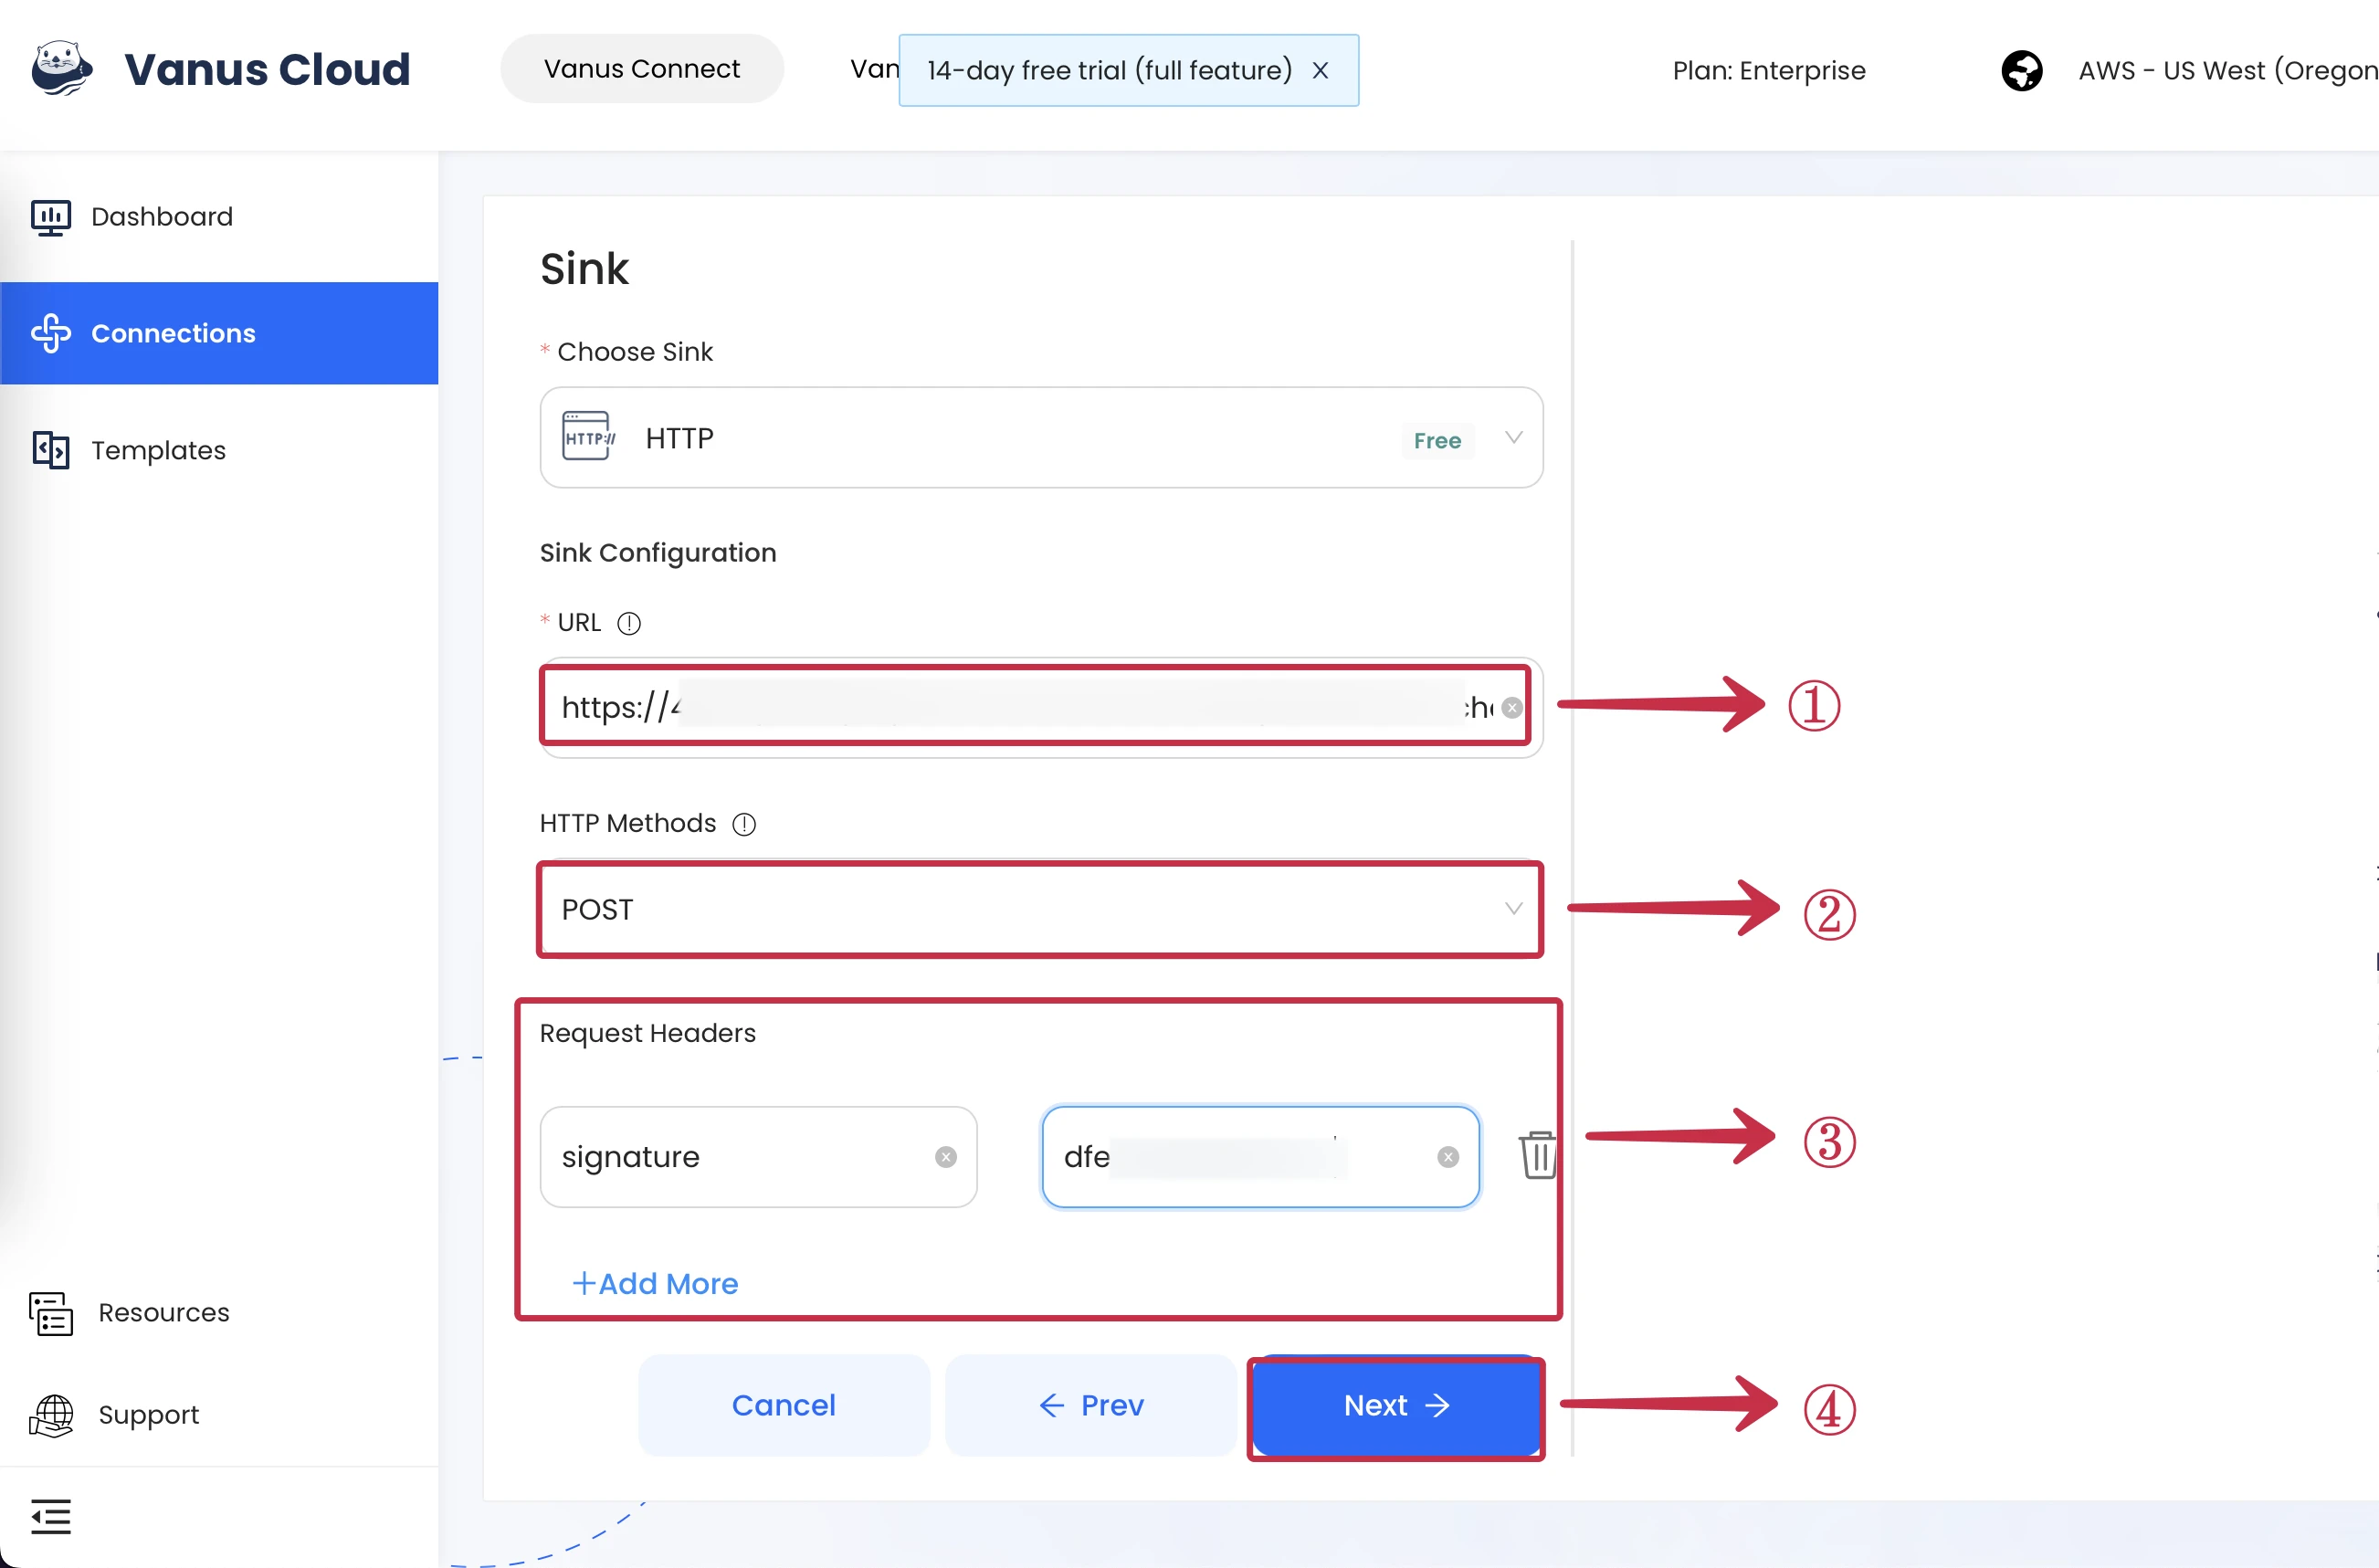 Vanus Cloud
Vanus Connect
Van
14-day free trial (full feature) X
Plan: Enterprise
AWS - US West (Oregon
Dashboard
Connections
Templates
Resources
Support
Sink
* Choose Sink
HTTP://
HTTP
Free
Sink Configuration
* URL
https://4
①
HTTP Methods
POST
②
Request Headers
signature
dfe
③
+Add More
Cancel
← Prev
Next →
④